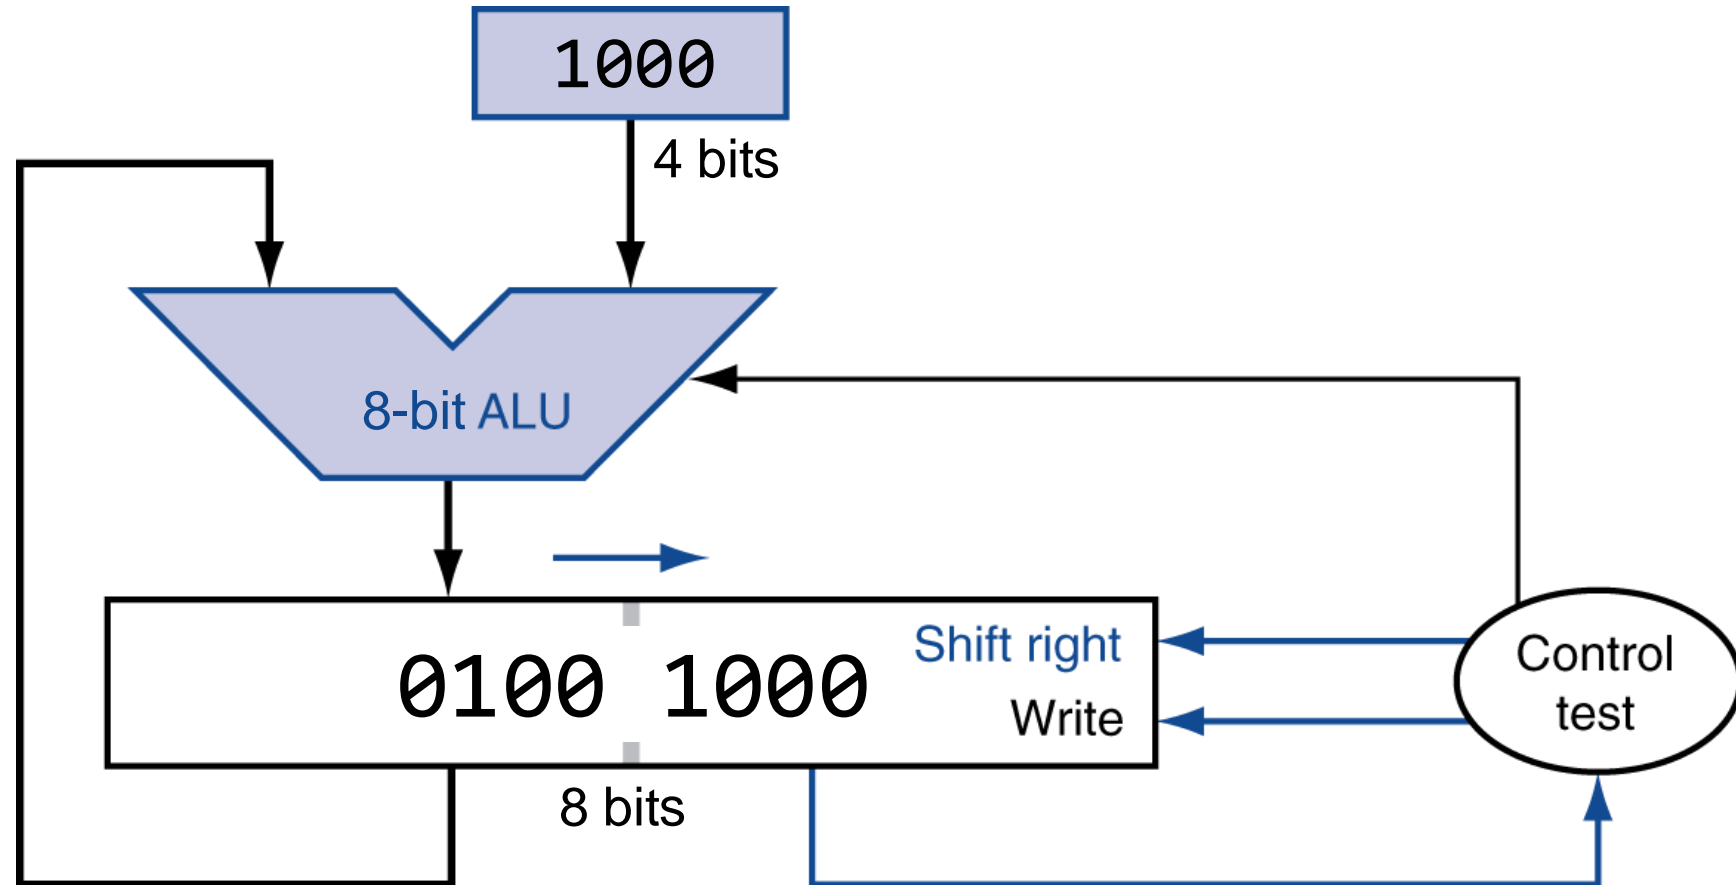 1000
4 bits
8-bit ALU
0100 1000
Shift right
Write
Control
test
8 bits